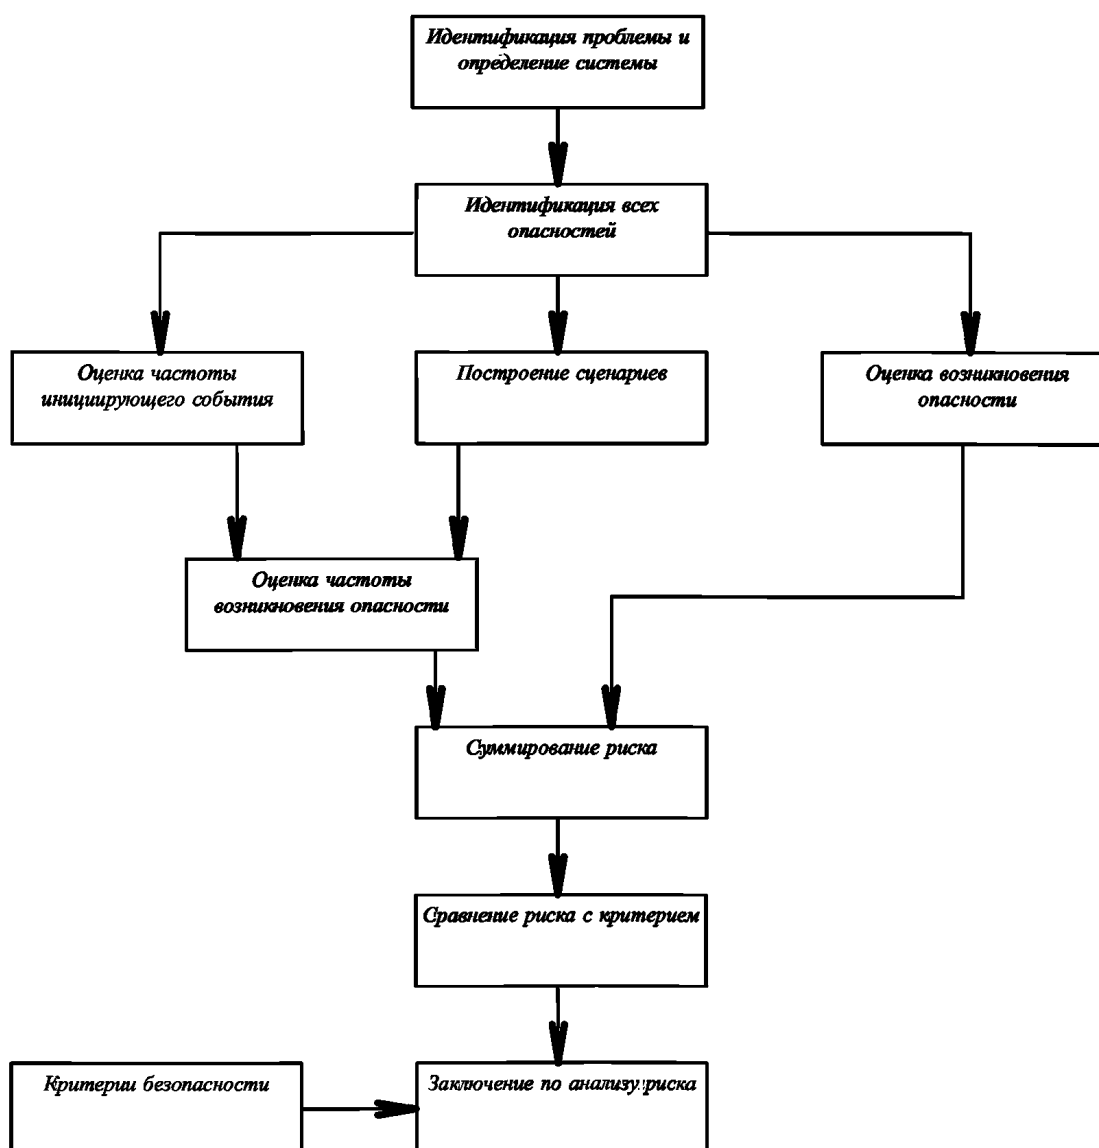 Идентификация проблемы и
определение системы
Идентификация всех
опасностей
Оценка частоты
инициирующего события
Построение сценариев
Оценка возникновения
опасности
Оценка частоты
возникновения опасности
Суммирование риска
Сравнение риска с критерием
Критерии безопасности
Заключение по анализу риска